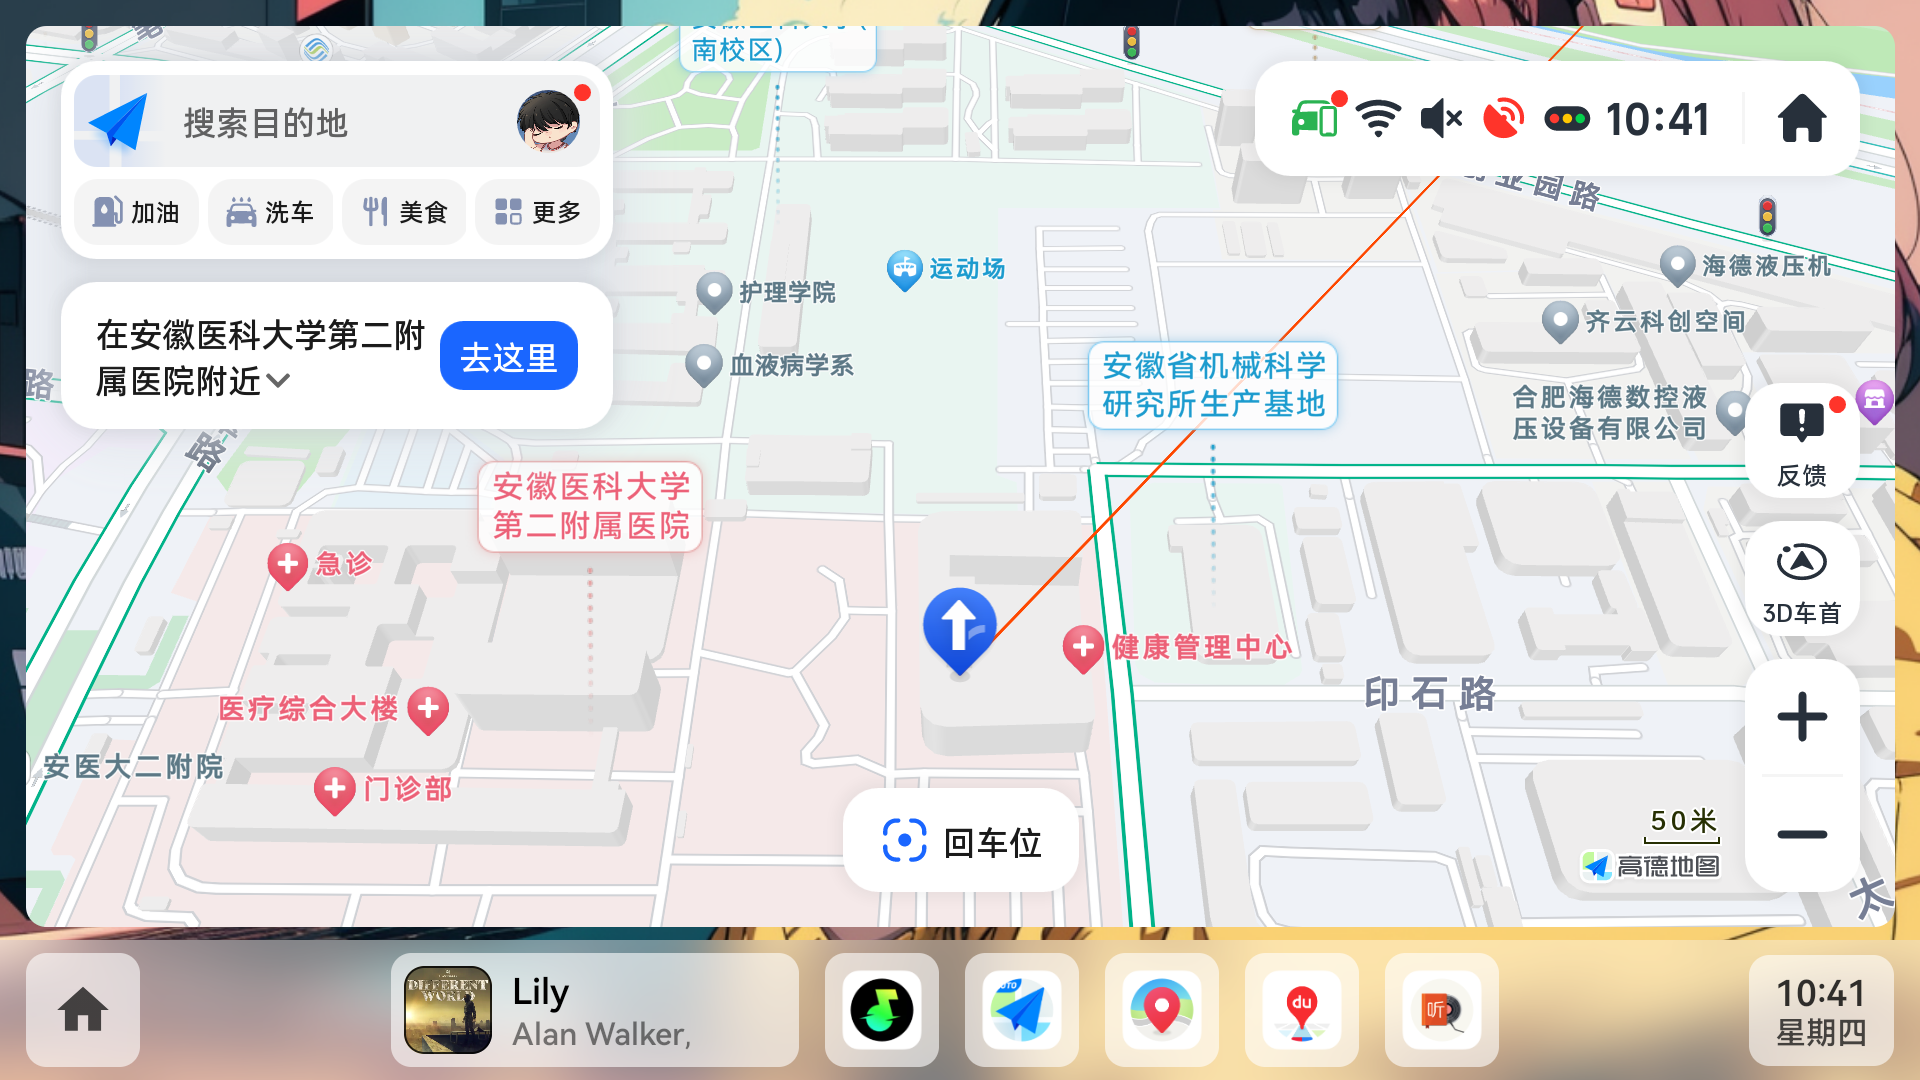 南校区)
搜索目的地
10:41
加油
洗车
美食
更多
业园路
运动场
海德液压机
护理学院
齐云科创空间
在安徽医科大学第二附
属医院附近
去这里
血液病学系
安徽省机械科学
研究所生产基地
路
合肥海德数控液
压设备有限公司
路
反馈
安徽医科大学
第二附属医院
急诊
3D车首
健康管理中心
印石路
医疗综合大楼
安医大二附院
门诊部
回车位
50米
高德地图
太
Lily
Alan Walker,
DIFFERENT
WORLD
du
听
10:41
星期四